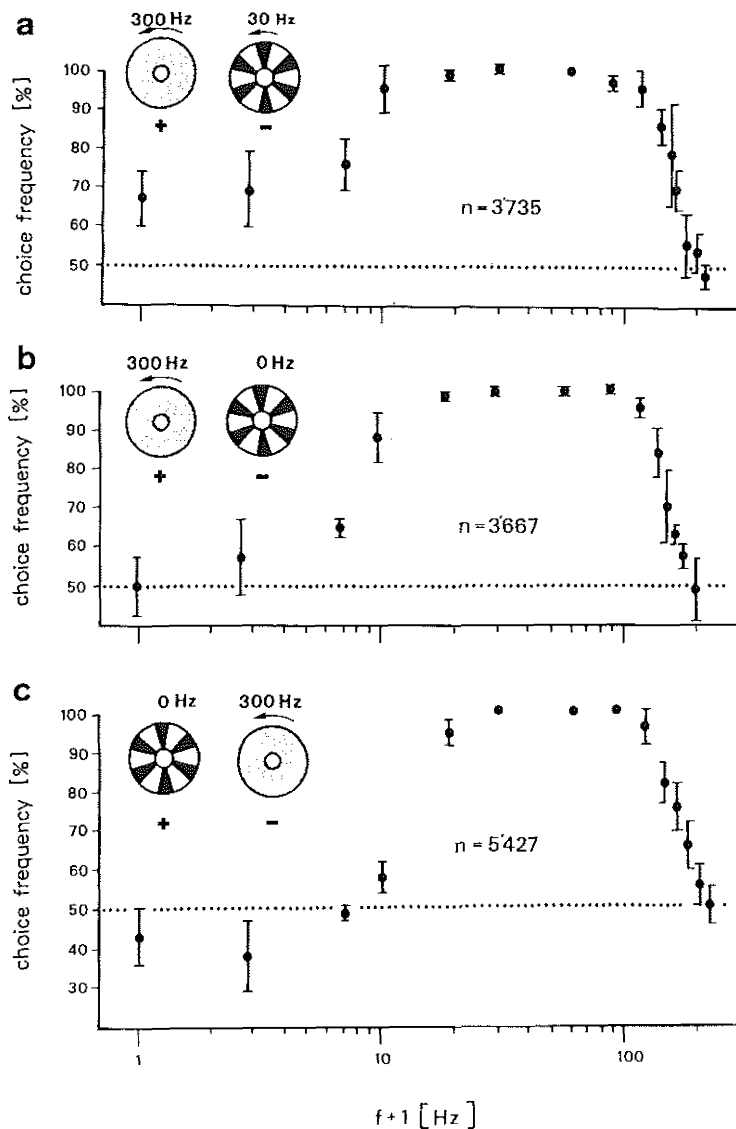 a
300 Hz 30 Hz
+ −
choice frequency [%]
100
90
80
70
60
50
n = 3'735
b
300 Hz 0 Hz
+ −
choice frequency [%]
100
90
80
70
60
50
n = 3'667
c
0 Hz 300 Hz
+ −
choice frequency [%]
100
90
80
70
60
50
40
30
n = 5'427
1 10 100
f + 1 [Hz]